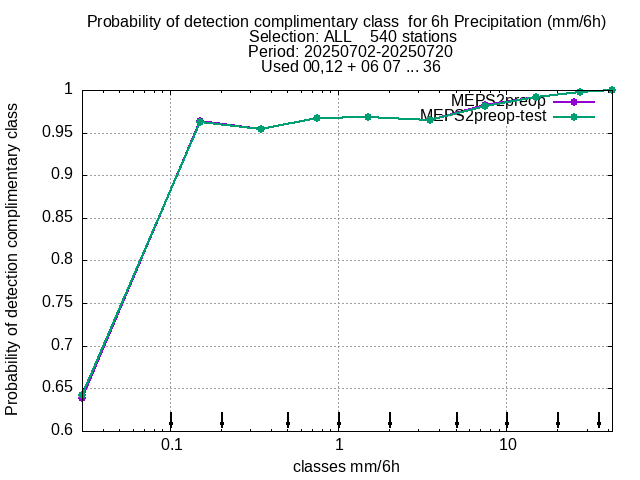 Probability of detection complimentary class  for 6h Precipitation (mm/6h)
Selection: ALL    540 stations
Period: 20250702-20250720
Used 00,12 + 06 07 ... 36
MEPS2preop
MEPS2preop-test
Probability of detection complimentary class
1
0.95
0.9
0.85
0.8
0.75
0.7
0.65
0.6
0.1
1
10
classes mm/6h